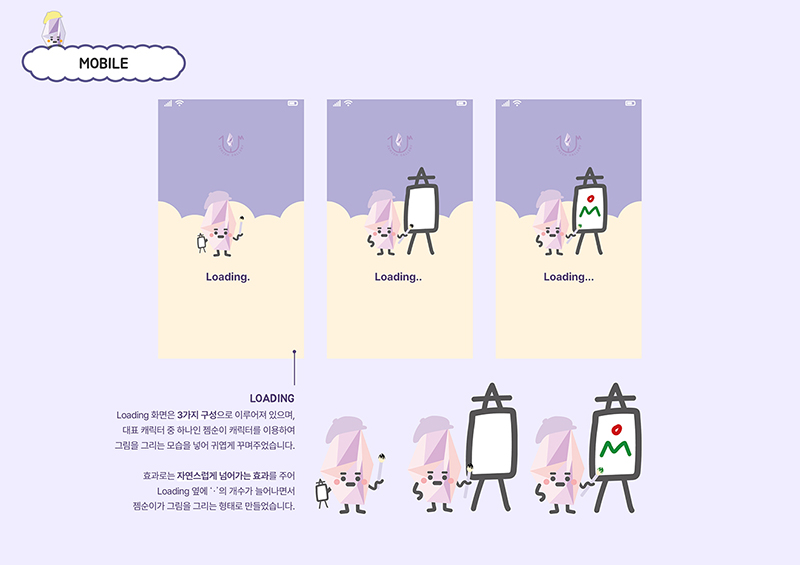 MOBILE
Loading.
Loading..
Loading...
LOADING
Loading 화면은 3가지 구성으로 이루어져 있으며,
대표 캐릭터 중 하나인 젬순이 캐릭터를 이용하여
그림을 그리는 모습을 넣어 귀엽게 꾸며주었습니다.
효과로는 자연스럽게 넘어가는 효과를 주어
Loading 옆에 '·'의 개수가 늘어나면서
젬순이가 그림을 그리는 형태로 만들었습니다.